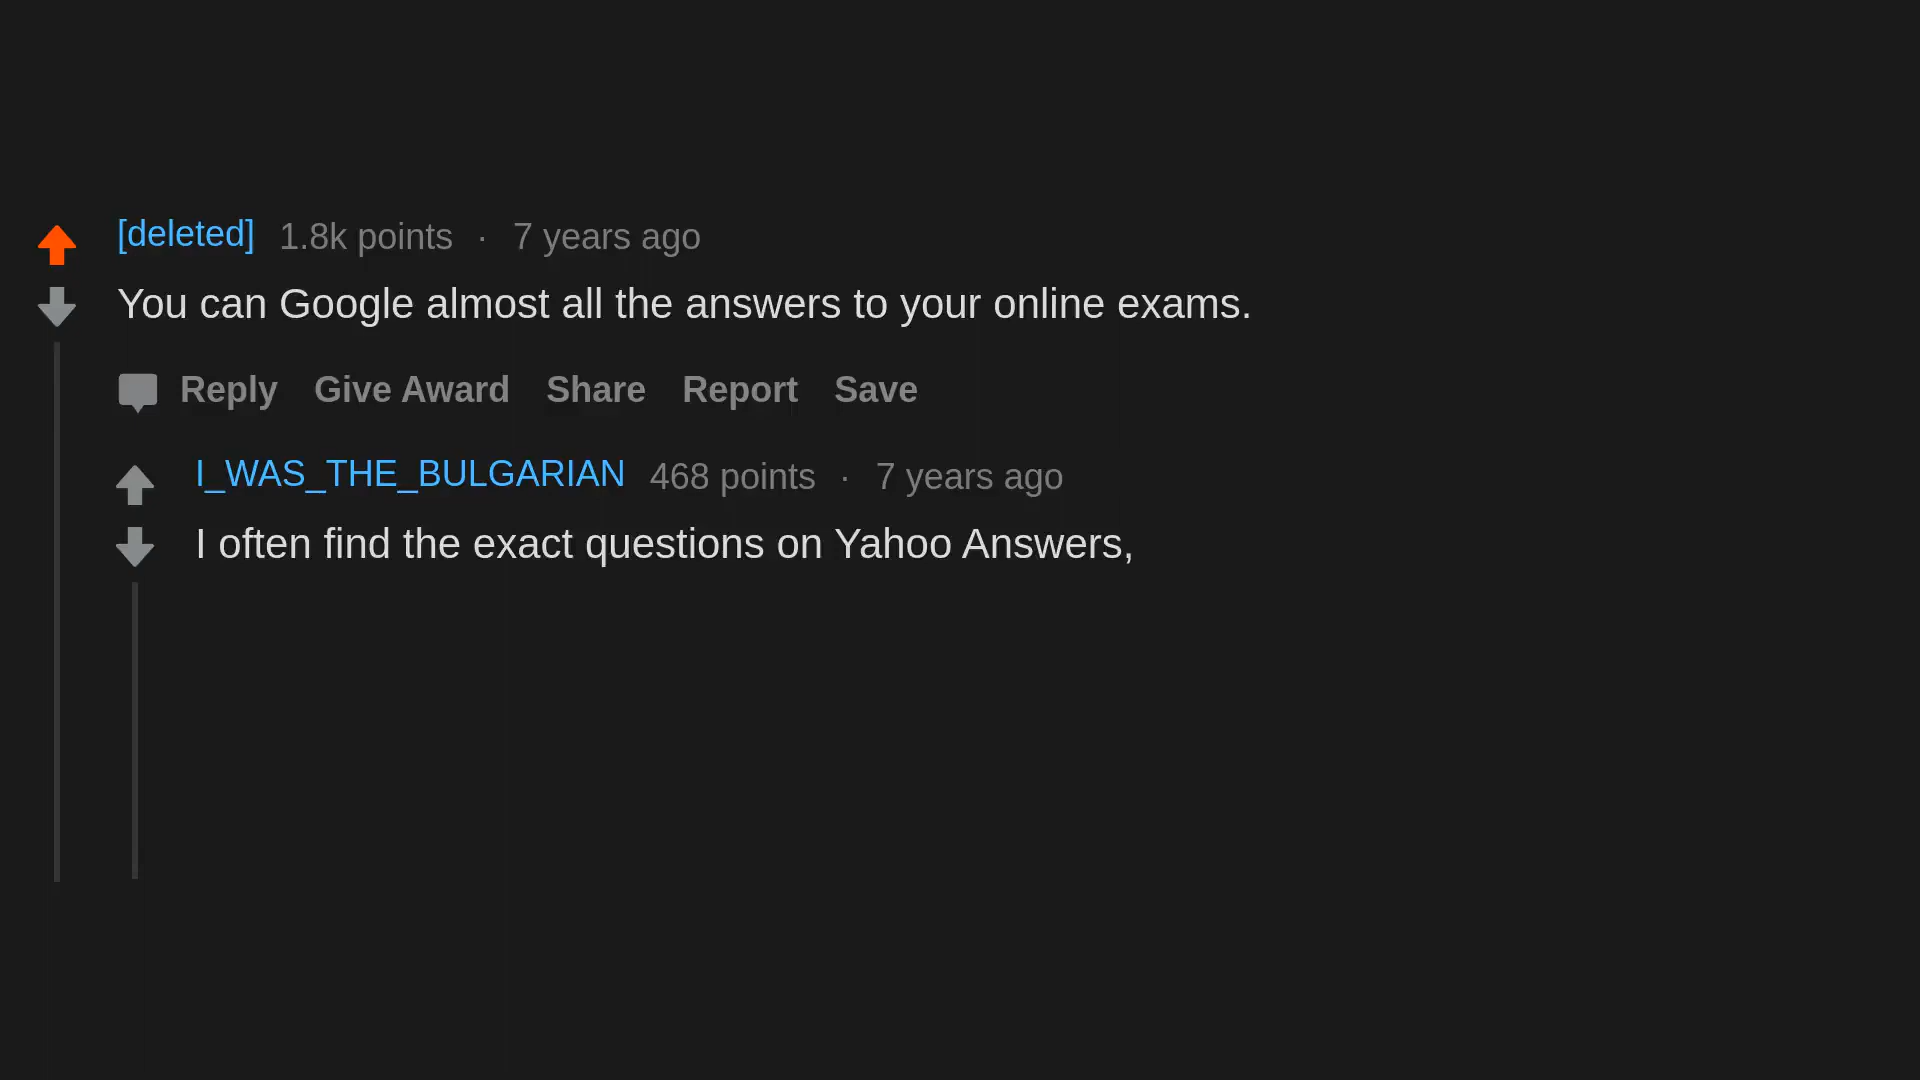 [deleted] 1.8k points · 7 years ago
You can Google almost all the answers to your online exams.
Reply Give Award Share Report Save
I_WAS_THE_BULGARIAN 468 points · 7 years ago
I often find the exact questions on Yahoo Answers,